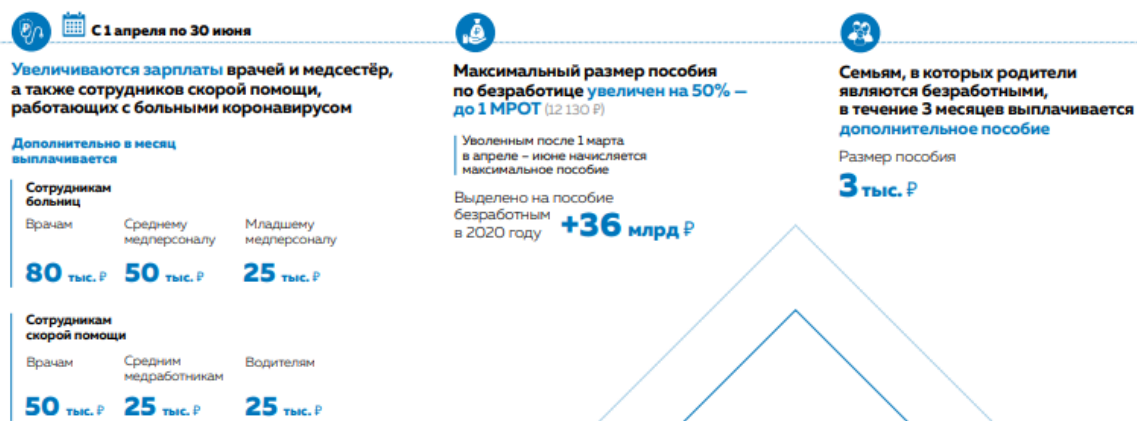 С 1 апреля по 30 июня
Увеличиваются зарплаты врачей и медсестёр,
а также сотрудников скорой помощи,
работающих с больными коронавирусом
Дополнительно в месяц
выплачивается
Сотрудникам
больниц
Врачам
80 тыс. ₽
Среднему
медперсоналу
50 тыс. ₽
Младшему
медперсоналу
25 тыс. ₽
Сотрудникам
скорой помощи
Врачам
50 тыс. ₽
Средним
медработникам
25 тыс. ₽
Водителям
25 тыс. ₽
Максимальный размер пособия
по безработице увеличен на 50% —
до 1 МРОТ (12 130 ₽)
Уволенным после 1 марта
в апреле – июне начисляется
максимальное пособие
Выделено на пособие
безработным
в 2020 году
+36 млрд ₽
Семьям, в которых родители
являются безработными,
в течение 3 месяцев выплачивается
дополнительное пособие
Размер пособия
3 тыс. ₽